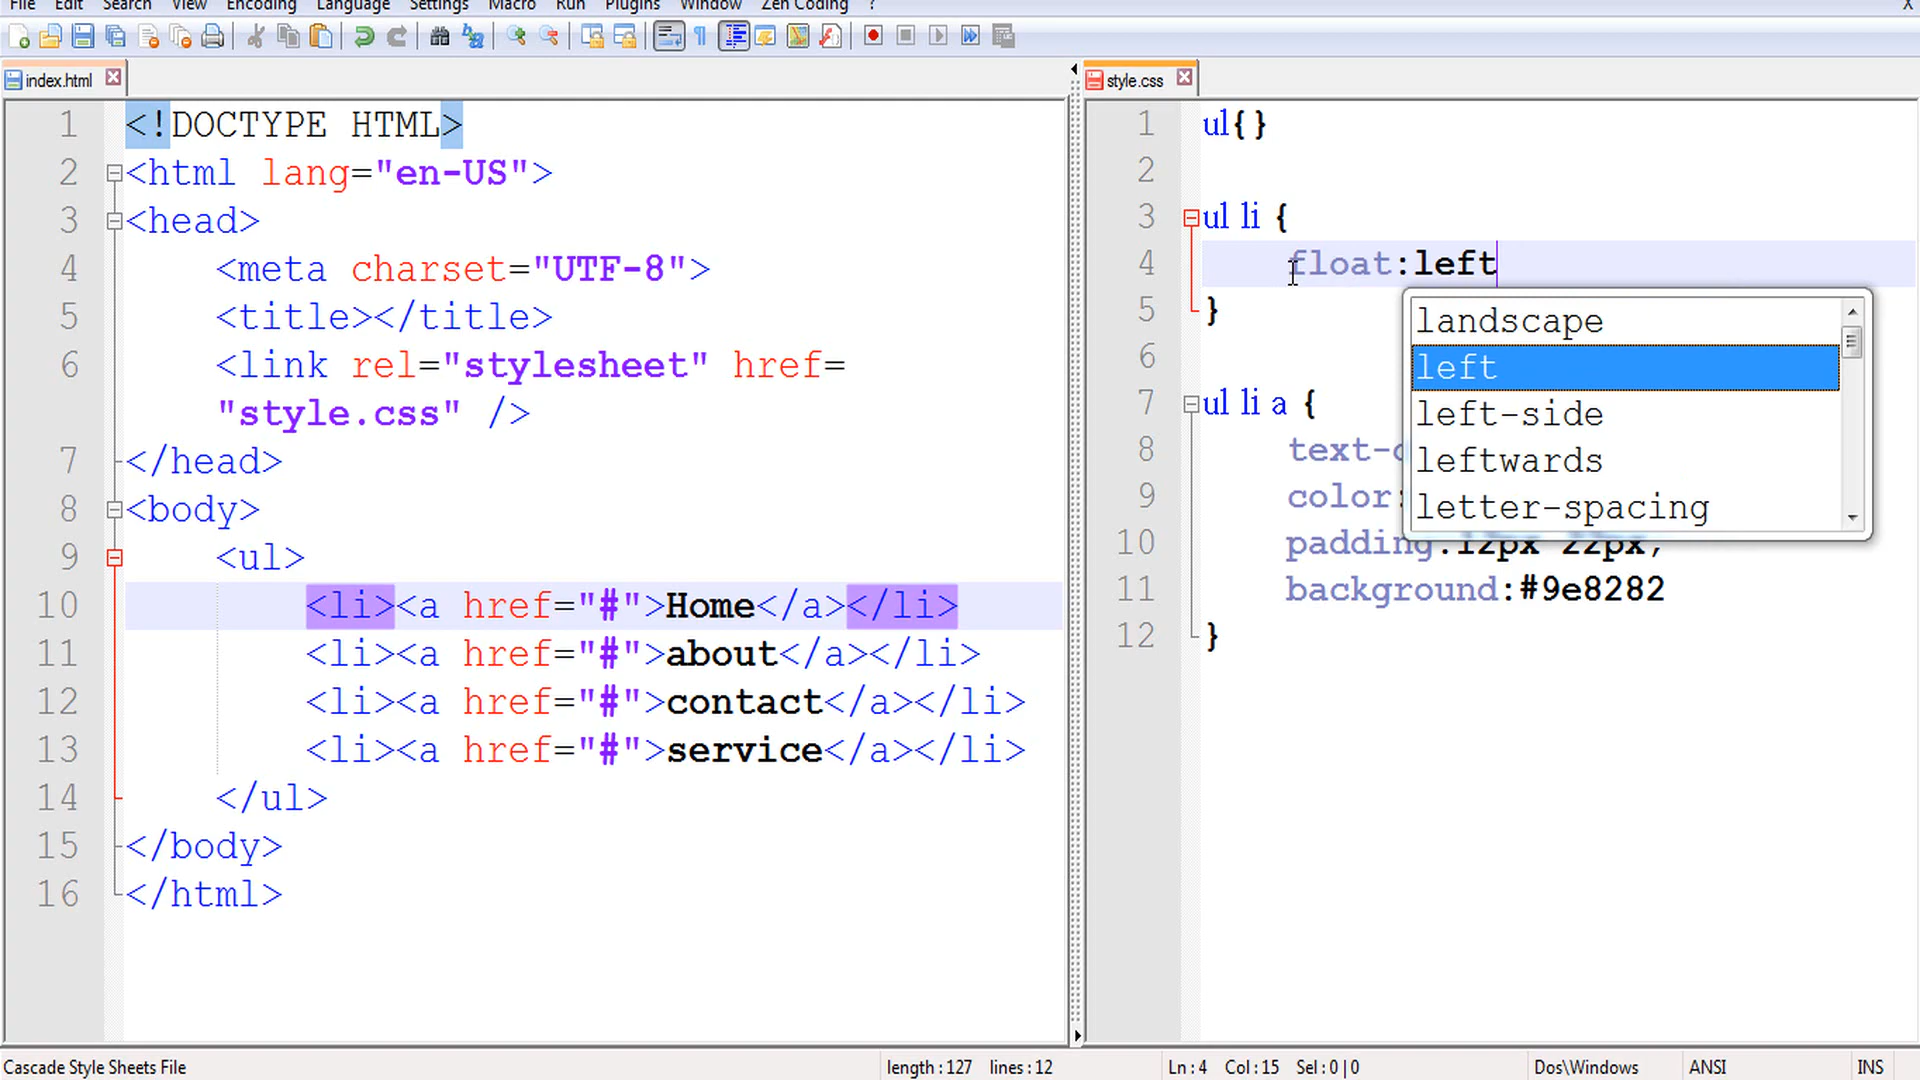 File Edit Search View Encoding Language Settings Macro Run Plugins Window Zen Coding ? X
index.html
style.css
1 <!DOCTYPE HTML>
2 <html lang="en-US">
3 <head>
4 <meta charset="UTF-8">
5 <title></title>
6 <link rel="stylesheet" href=
"style.css" />
7 </head>
8 <body>
9 <ul>
10 <li><a href="#">Home</a></li>
11 <li><a href="#">about</a></li>
12 <li><a href="#">contact</a></li>
13 <li><a href="#">service</a></li>
14 </ul>
15 </body>
16 </html>
1 ul{}
2
3 ul li {
4 float:left
5 }
6
7 ul li a {
8 text-
9 color:
10 padding:12px 22px;
11 background:#9e8282
12 }
landscape
left
left-side
leftwards
letter-spacing
Cascade Style Sheets File length : 127 lines : 12 Ln : 4 Col : 15 Sel : 0 | 0 Dos\Windows ANSI INS